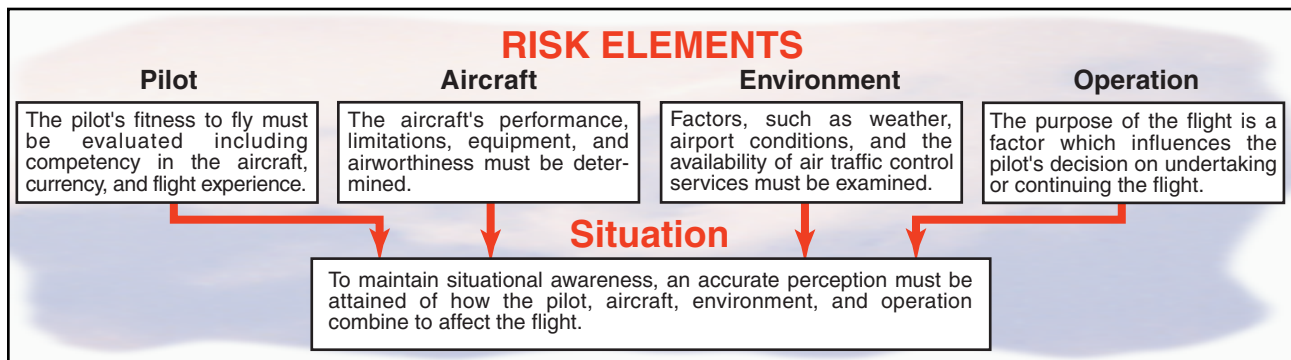 RISK ELEMENTS
Pilot
The pilot's fitness to fly must
be evaluated including
competency in the aircraft,
currency, and flight experience.
Aircraft
The aircraft's performance,
limitations, equipment, and
airworthiness must be deter-
mined.
Environment
Factors, such as weather,
airport conditions, and the
availability of air traffic control
services must be examined.
Operation
The purpose of the flight is a
factor which influences the
pilot's decision on undertaking
or continuing the flight.
Situation
To maintain situational awareness, an accurate perception must be
attained of how the pilot, aircraft, environment, and operation
combine to affect the flight.